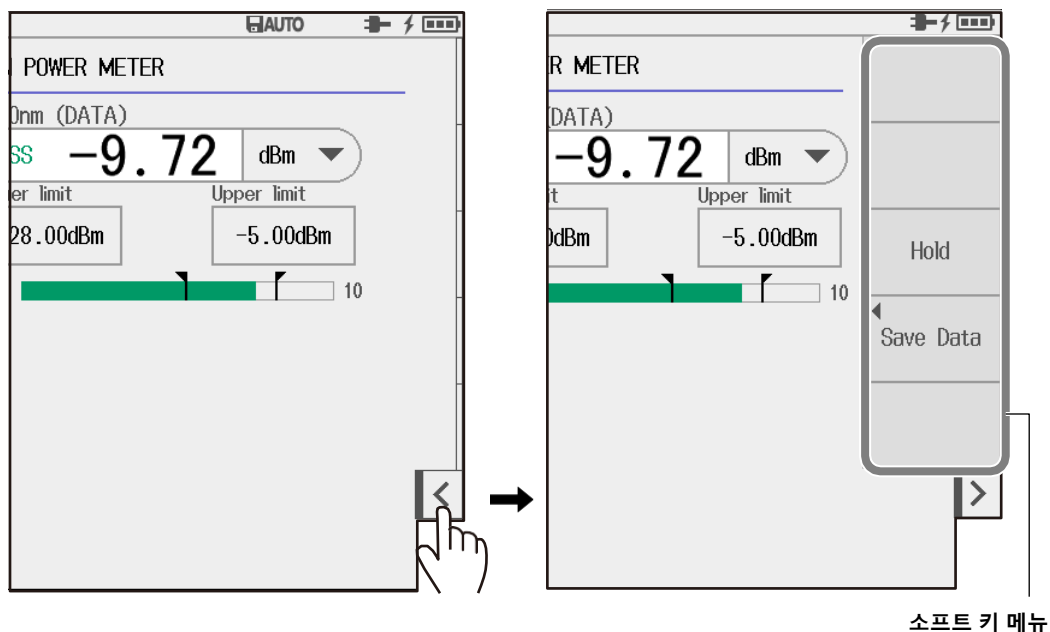 AUTO
POWER METER
0nm (DATA)
SS -9.72 dBm
er limit Upper limit
28.00dBm -5.00dBm
10
R METER
(DATA)
-9.72 dBm
it Upper limit
0dBm -5.00dBm
10
Hold
Save Data
소프트 키 메뉴